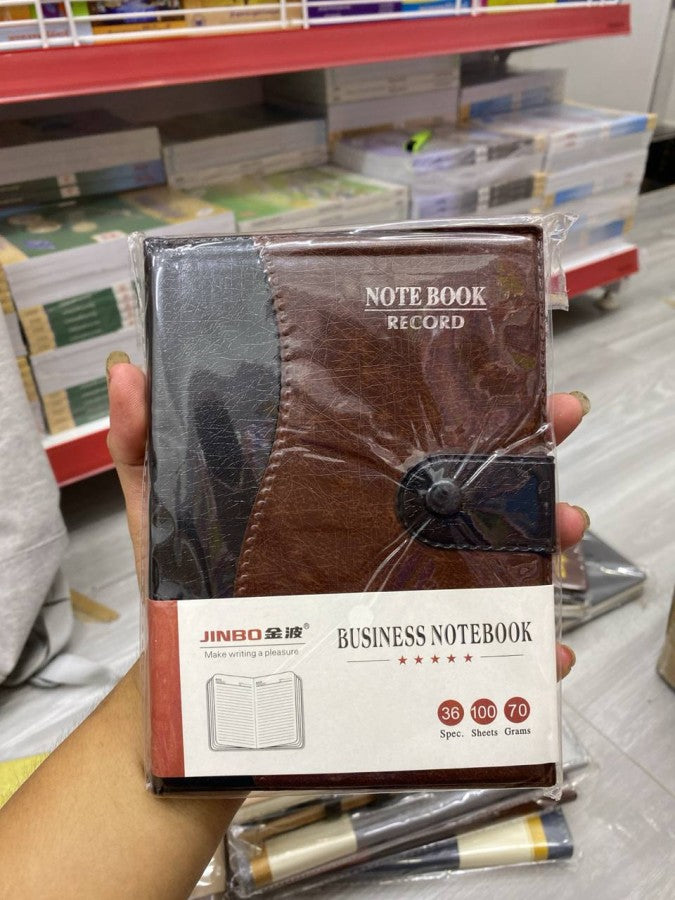 NOTE BOOK
RECORD
JINBO金波®
Make writing a pleasure
BUSINESS NOTEBOOK
36 100 70
Spec. Sheets Grams